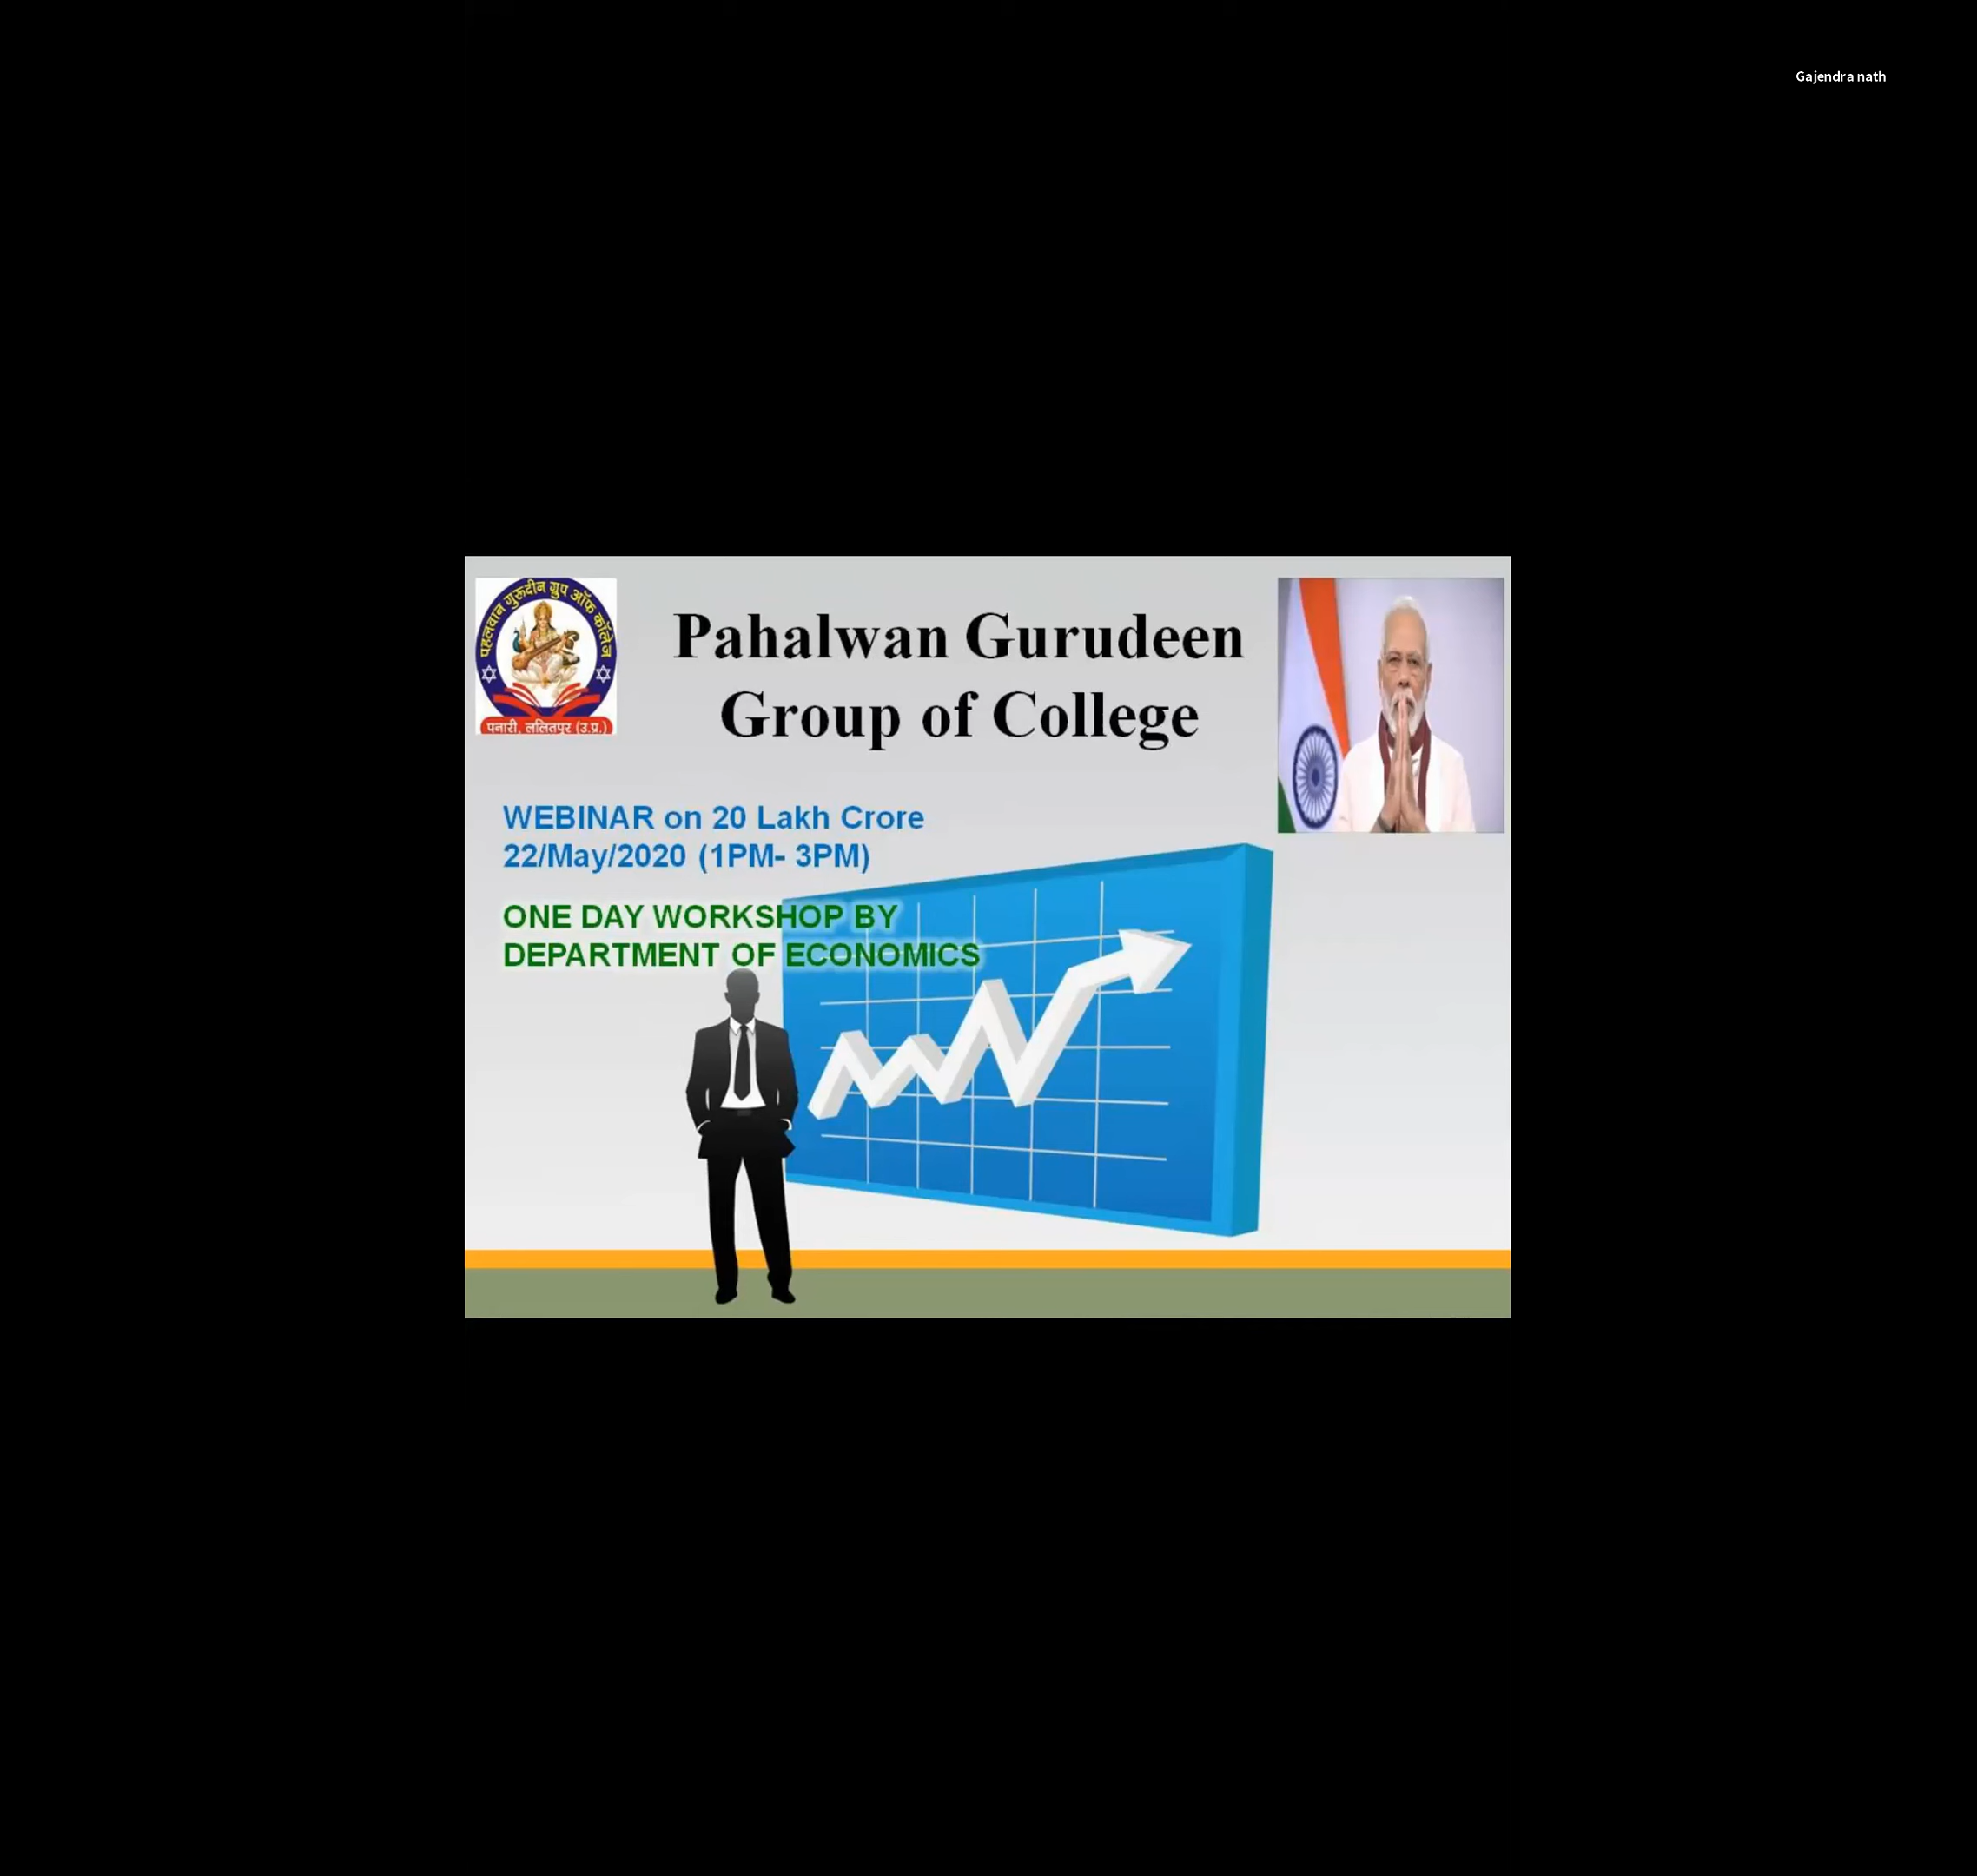 Gajendra nath
पहलवान गुरूदीन ग्रुप ऑफ कॉलेज
पनारी, ललितपुर (उ.प्र.)
Pahalwan Gurudeen
Group of College
WEBINAR on 20 Lakh Crore
22/May/2020 (1PM- 3PM)
ONE DAY WORKSHOP BY
DEPARTMENT OF ECONOMICS